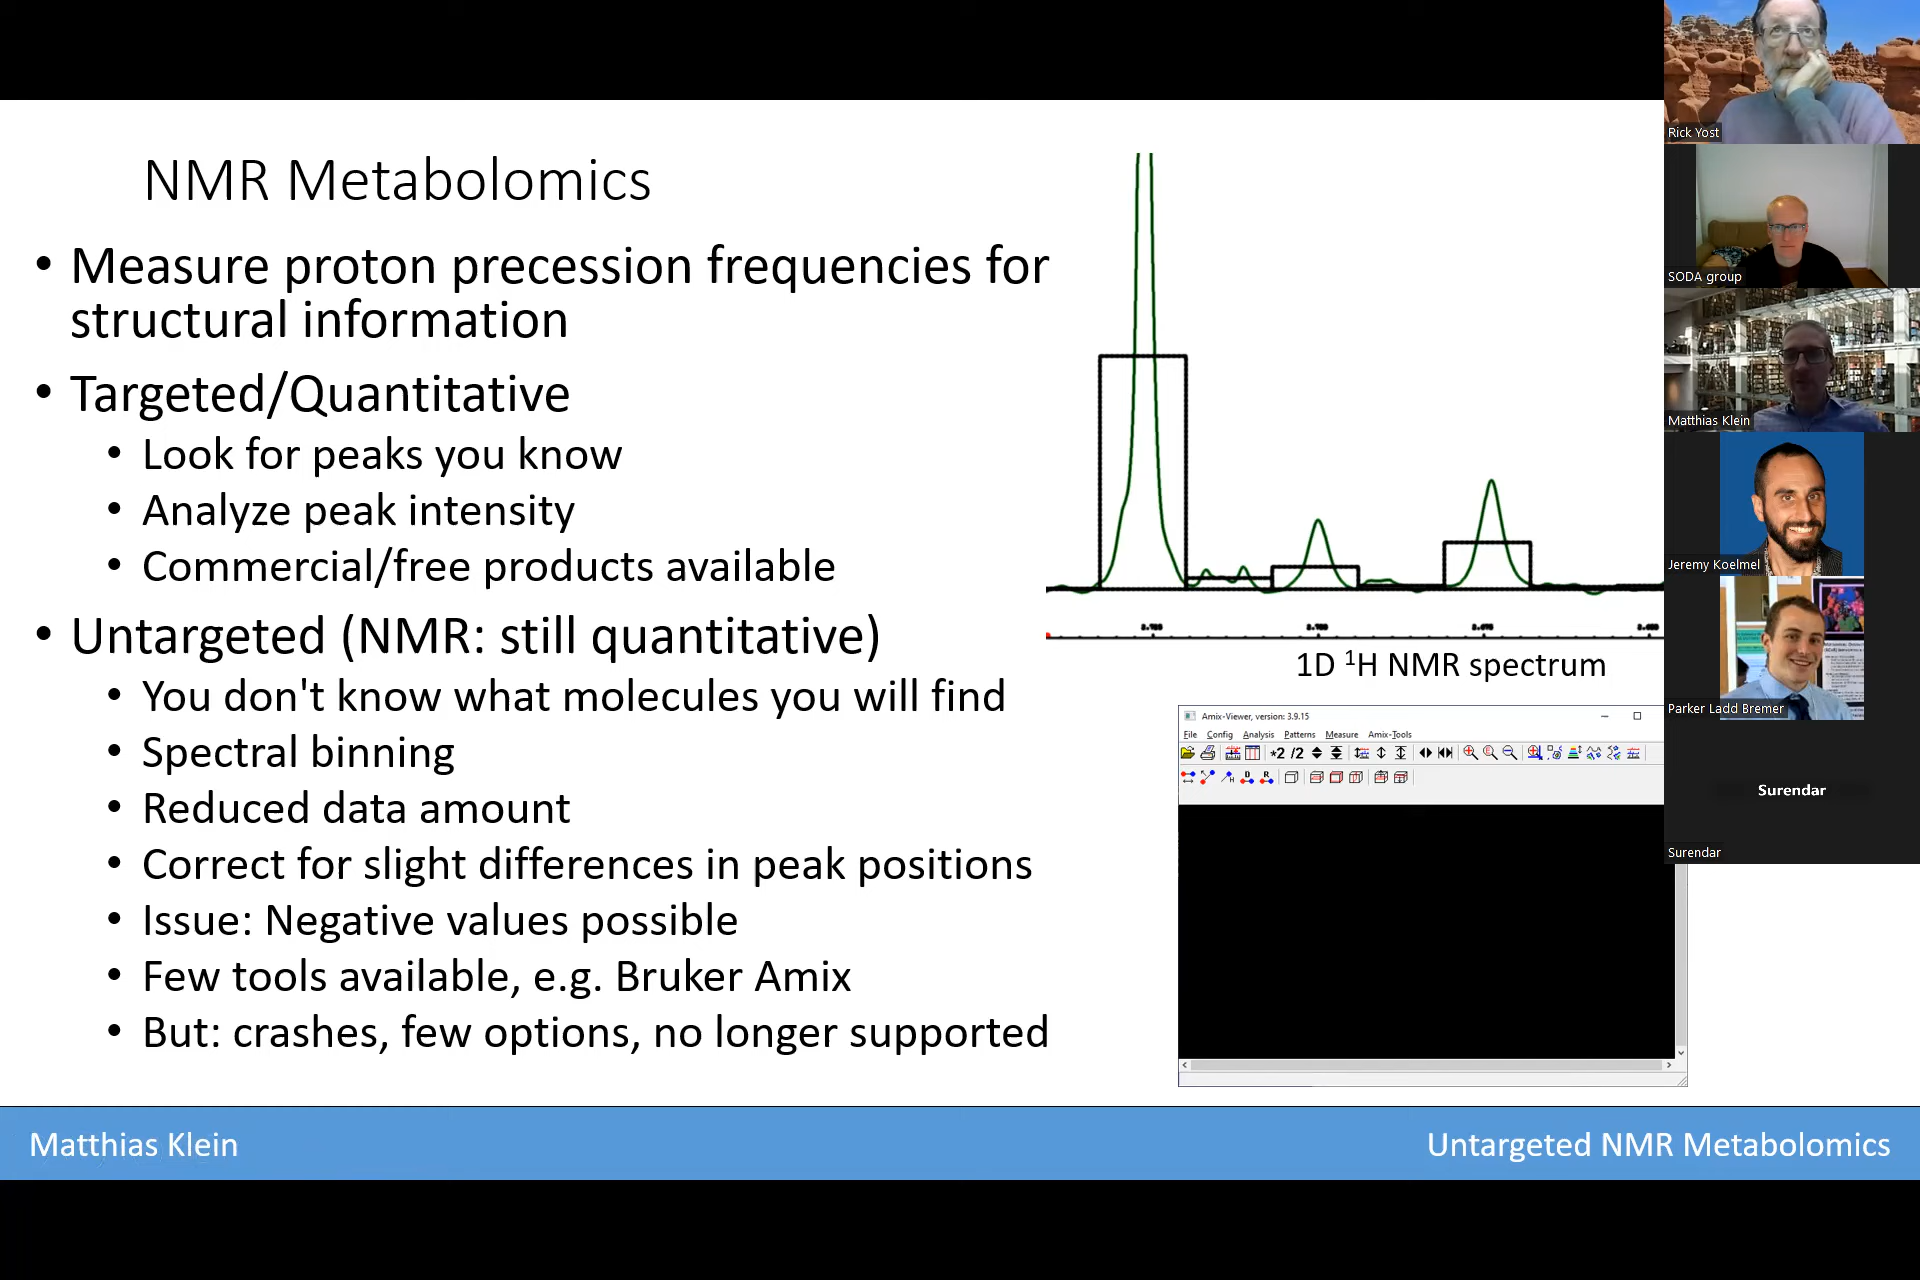 NMR Metabolomics
• Measure proton precession frequencies for
structural information
• Targeted/Quantitative
• Look for peaks you know
• Analyze peak intensity
• Commercial/free products available
• Untargeted (NMR: still quantitative)
• You don't know what molecules you will find
• Spectral binning
• Reduced data amount
• Correct for slight differences in peak positions
• Issue: Negative values possible
• Few tools available, e.g. Bruker Amix
• But: crashes, few options, no longer supported
1D ¹H NMR spectrum
Amix-Viewer, version: 3.9.15
File Config Analysis Patterns Measure Amix-Tools
*2 /2
Matthias Klein
Untargeted NMR Metabolomics
Rick Yost
SODA group
Matthias Klein
Jeremy Koelmel
Parker Ladd Bremer
Surendar
Surendar